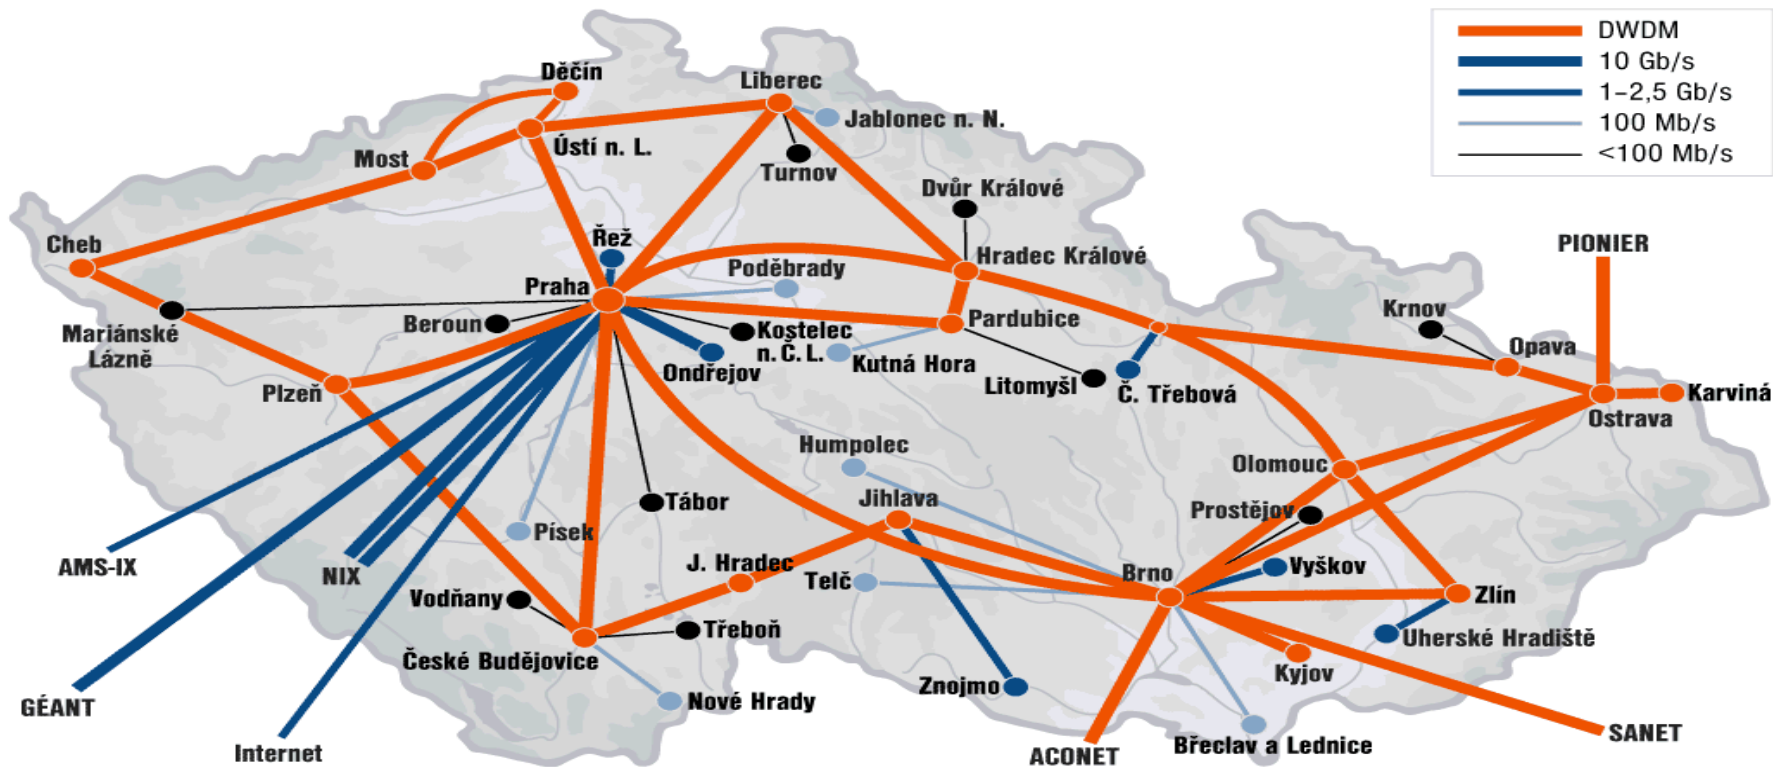 DWDM
10 Gb/s
1–2,5 Gb/s
100 Mb/s
<100 Mb/s
Děčín
Liberec
Jablonec n. N.
Ústí n. L.
Most
Turnov
Dvůr Králové
Cheb
Řež
Hradec Králové
PIONIER
Poděbrady
Praha
Mariánské
Lázně
Beroun
Kostelec
n.Č.L.
Pardubice
Krnov
Opava
Kutná Hora
Ondřejov
Litomyšl
Č. Třebová
Plzeň
Karviná
Ostrava
Humpolec
Olomouc
Jihlava
Tábor
Prostějov
Písek
AMS-IX
NIX
J. Hradec
Telč
Brno
Vyškov
Vodňany
Zlín
Třeboň
Uherské Hradiště
České Budějovice
Kyjov
Znojmo
Nové Hrady
GÉANT
Internet
ACONET
Břeclav a Lednice
SANET